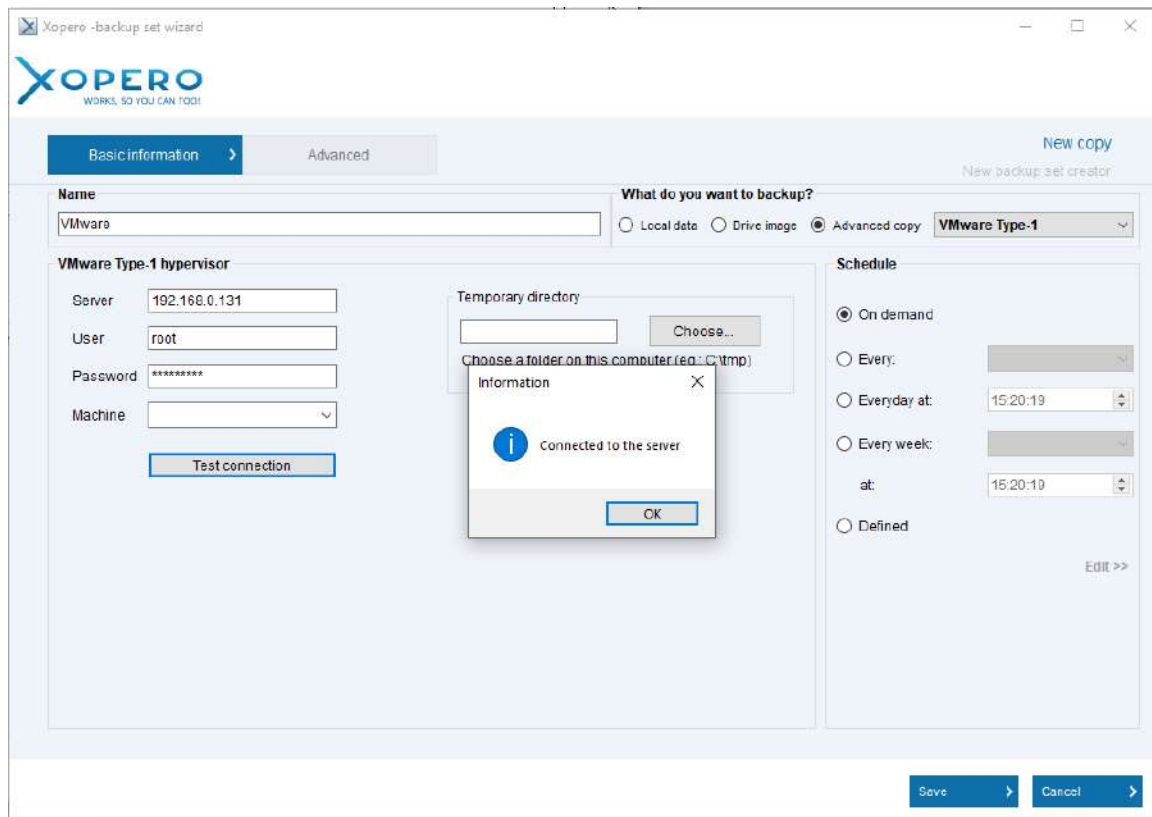 Xopero -backup set wizard
XOPERO
WORKS, SO YOU CAN TOO!
Basic information
Advanced
New copy
New backup set creator
Name
VMware
What do you want to backup?
Local data
Drive image
Advanced copy
VMware Type-1
VMware Type-1 hypervisor
Server
192.168.0.131
User
root
Password
*********
Machine
Test connection
Temporary directory
Choose...
Choose a folder on this computer (eg.: C:\tmp)
Information
i
Connected to the server
OK
Schedule
On demand
Every:
Everyday at:
15:20:19
Every week:
at:
15:20:19
Defined
Edit >>
Save
Cancel